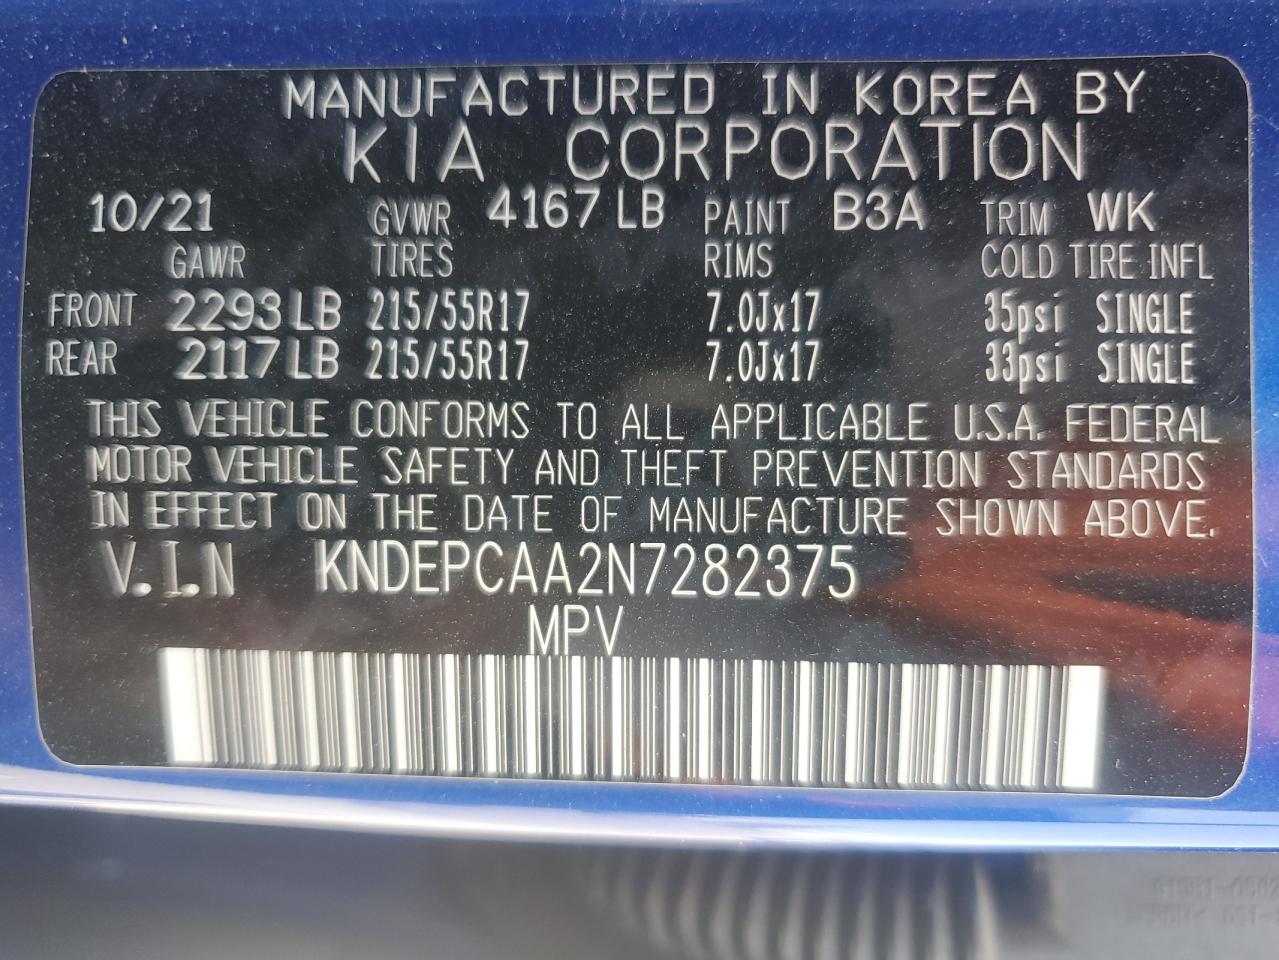 MANUFACTURED IN KOREA BY
KIA CORPORATION
10/21 GVWR 4167 LB PAINT B3A TRIM WK
GAWR TIRES RIMS COLD TIRE INFL
FRONT 2293 LB 215/55R17 7.0Jx17 35psi SINGLE
REAR 2117 LB 215/55R17 7.0Jx17 33psi SINGLE
THIS VEHICLE CONFORMS TO ALL APPLICABLE U.S.A. FEDERAL
MOTOR VEHICLE SAFETY AND THEFT PREVENTION STANDARDS
IN EFFECT ON THE DATE OF MANUFACTURE SHOWN ABOVE.
V.I.N KNDEPCAA2N7282375
MPV